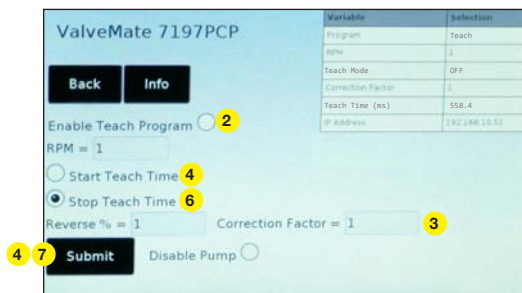 ValveMate 7197PCP
Variable Selection
Program Teach
RPM 1
Teach Mode OFF
Correction Factor 1
Teach Time (ms) 558.4
IP Address 192.168.10.51
Back Info
Enable Teach Program 2
RPM = 1
Start Teach Time 4
Stop Teach Time 6
Reverse % = 1 Correction Factor = 1 3
4 7 Submit Disable Pump